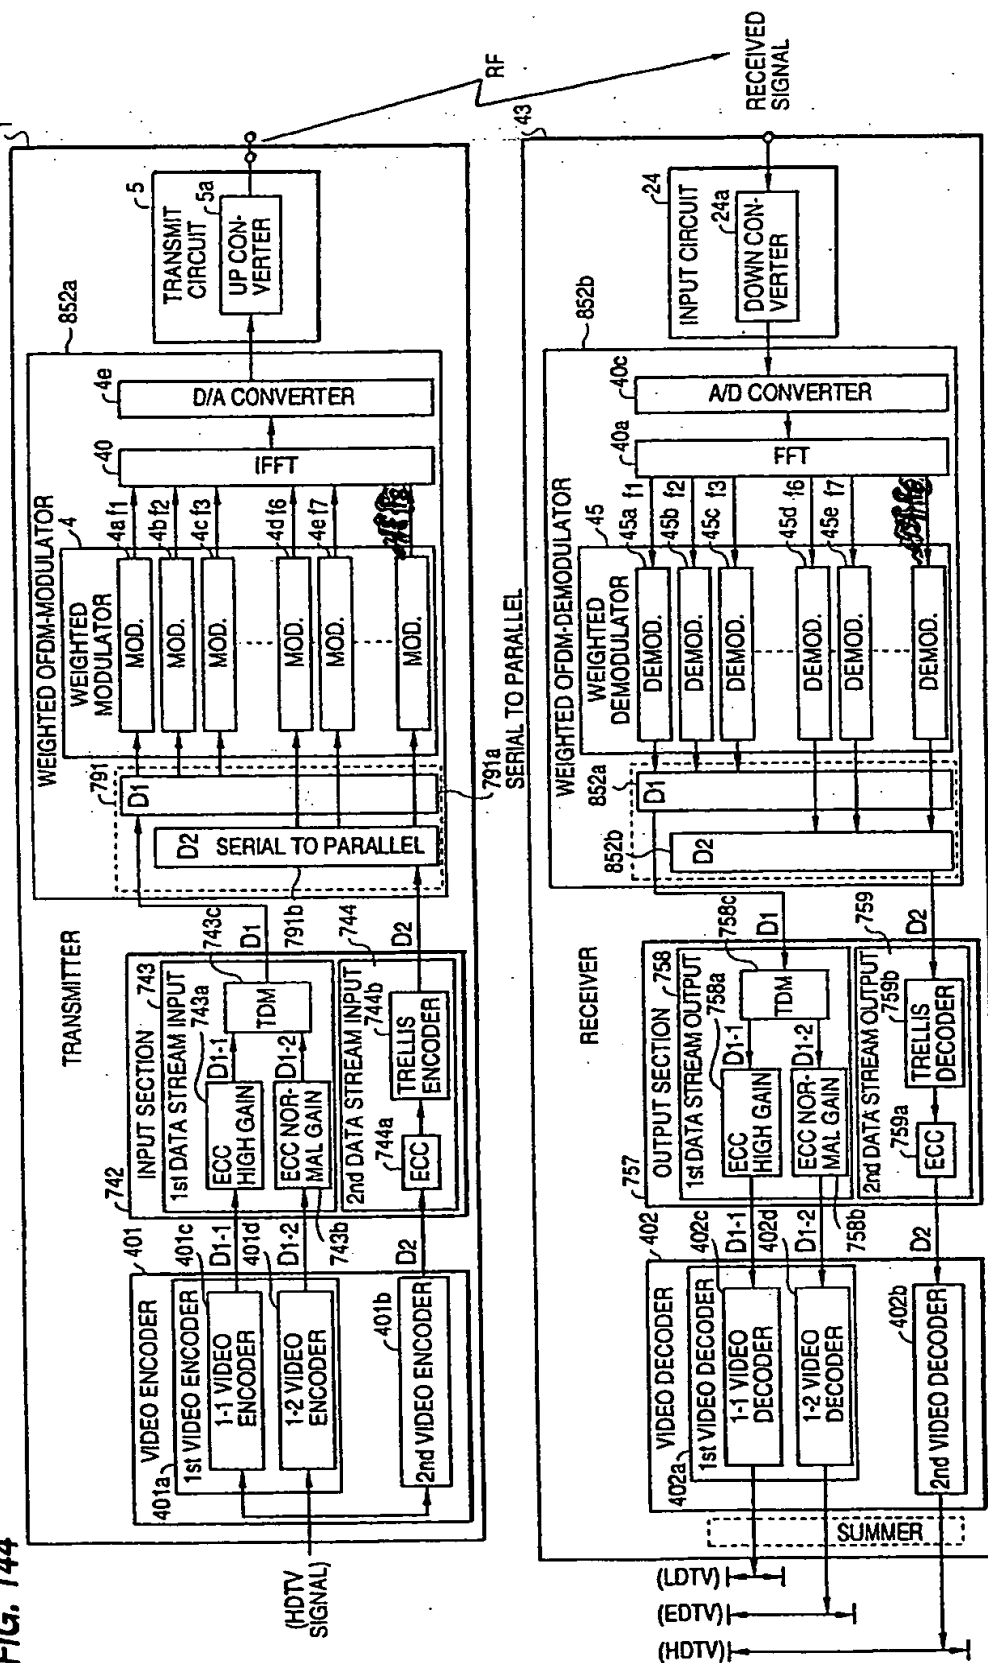 FIG. 144
1
TRANSMITTER
(HDTV
SIGNAL)
401
VIDEO ENCODER
401a
1st VIDEO ENCODER
401c
1-1 VIDEO
ENCODER
401d
1-2 VIDEO
ENCODER
401b
2nd VIDEO ENCODER
D1-1
D1-2
D2
742
INPUT SECTION
743
1st DATA STREAM INPUT
743a
ECC
HIGH GAIN
D1-1
743c
TDM
ECC NOR-
MAL GAIN
D1-2
743b
744
2nd DATA STREAM INPUT
744a
ECC
744b
TRELLIS
ENCODER
D1
D2
852a
WEIGHTED OFDM-MODULATOR
791
D1
D2
SERIAL TO PARALLEL
791b
791a
SERIAL TO PARALLEL
4
WEIGHTED
MODULATOR
MOD.
4a f1
MOD.
4b f2
MOD.
4c f3
MOD.
4d f6
MOD.
4e f7
MOD.
40
IFFT
4e
D/A CONVERTER
5
TRANSMIT
CIRCUIT
5a
UP CON-
VERTER
RF
RECEIVED
SIGNAL
43
RECEIVER
24
INPUT CIRCUIT
24a
DOWN CON-
VERTER
852b
WEIGHTED OFDM-DEMODULATOR
40c
A/D CONVERTER
40a
FFT
45
WEIGHTED
DEMODULATOR
DEMOD.
45a f1
DEMOD.
45b f2
DEMOD.
45c f3
DEMOD.
45d f6
DEMOD.
45e f7
DEMOD.
852a
D1
852b
D2
D1
D2
757
OUTPUT SECTION
758
1st DATA STREAM OUTPUT
758a
ECC
HIGH GAIN
D1-1
758c
TDM
ECC NOR-
MAL GAIN
D1-2
758b
759
2nd DATA STREAM OUTPUT
759a
ECC
759b
TRELLIS
DECODER
D1-1
D1-2
D2
402
VIDEO DECODER
402a
1st VIDEO DECODER
402c
1-1 VIDEO
DECODER
402d
1-2 VIDEO
DECODER
402b
2nd VIDEO DECODER
SUMMER
(LDTV)
(EDTV)
(HDTV)